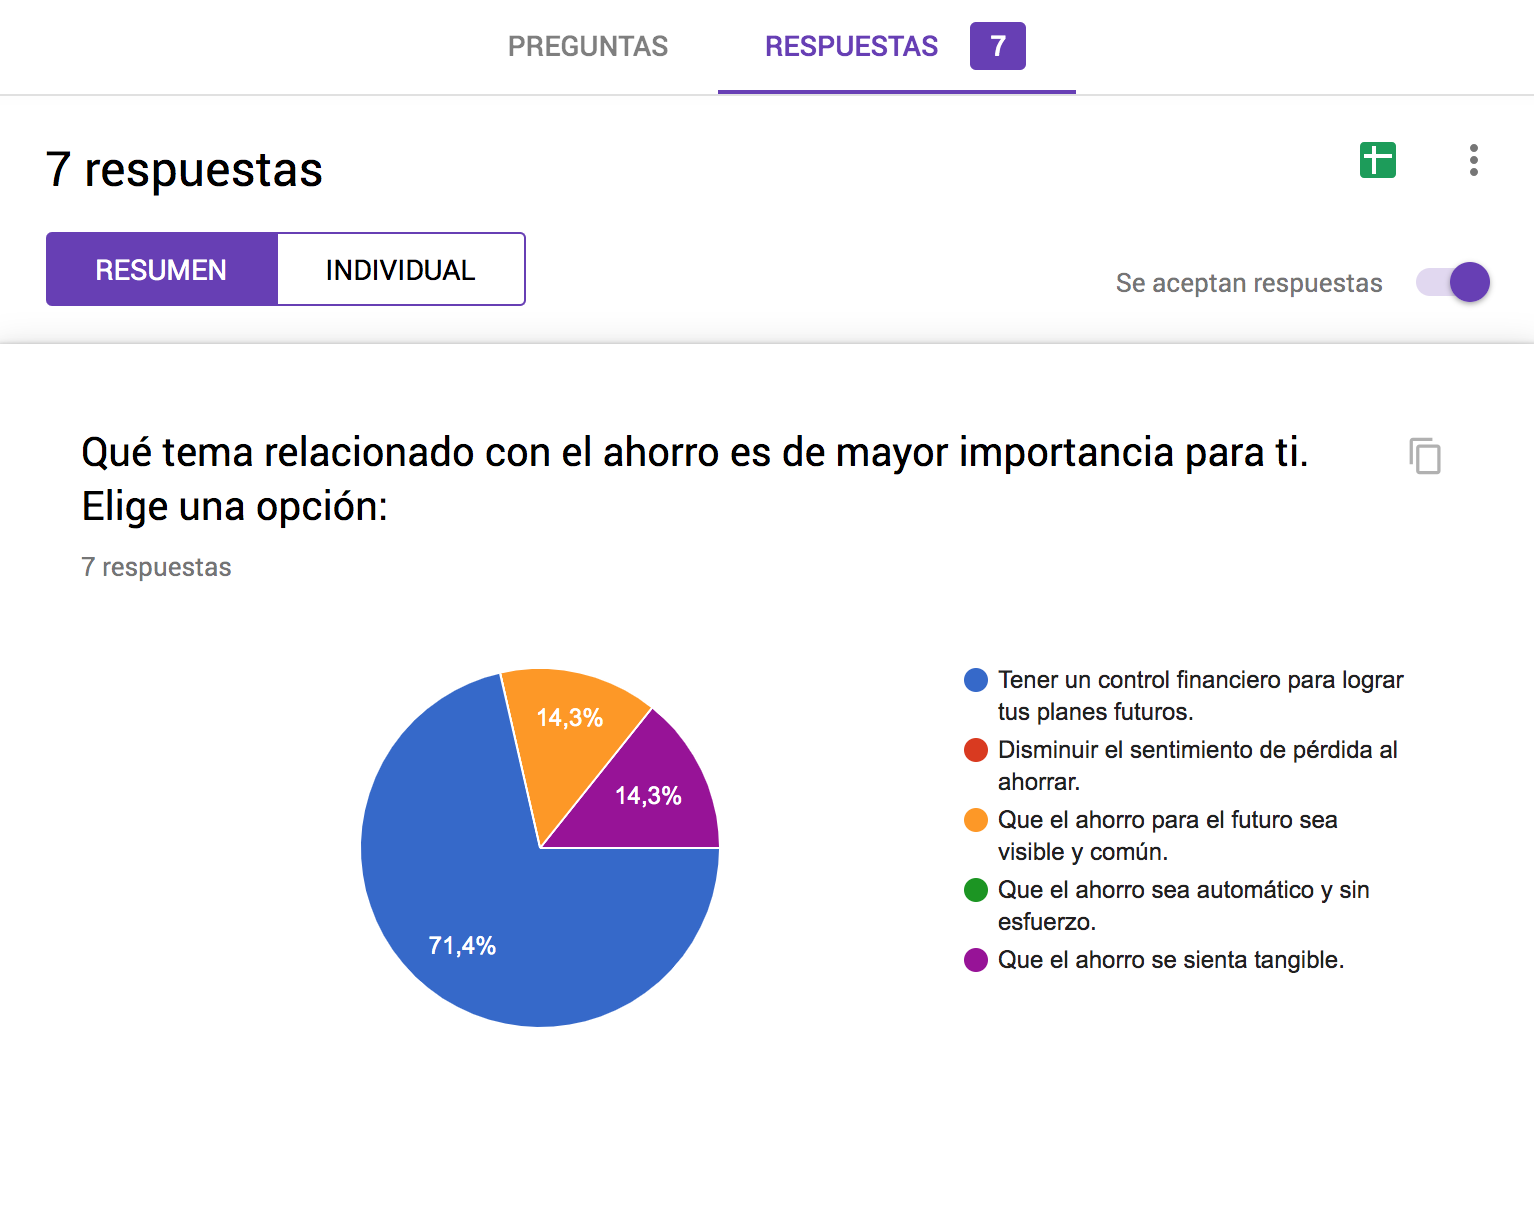 PREGUNTAS
RESPUESTAS
7
7 respuestas
RESUMEN
INDIVIDUAL
Se aceptan respuestas
Qué tema relacionado con el ahorro es de mayor importancia para ti.
Elige una opción:
7 respuestas
14,3%
14,3%
71,4%
Tener un control financiero para lograr
tus planes futuros.
Disminuir el sentimiento de pérdida al
ahorrar.
Que el ahorro para el futuro sea
visible y común.
Que el ahorro sea automático y sin
esfuerzo.
Que el ahorro se sienta tangible.